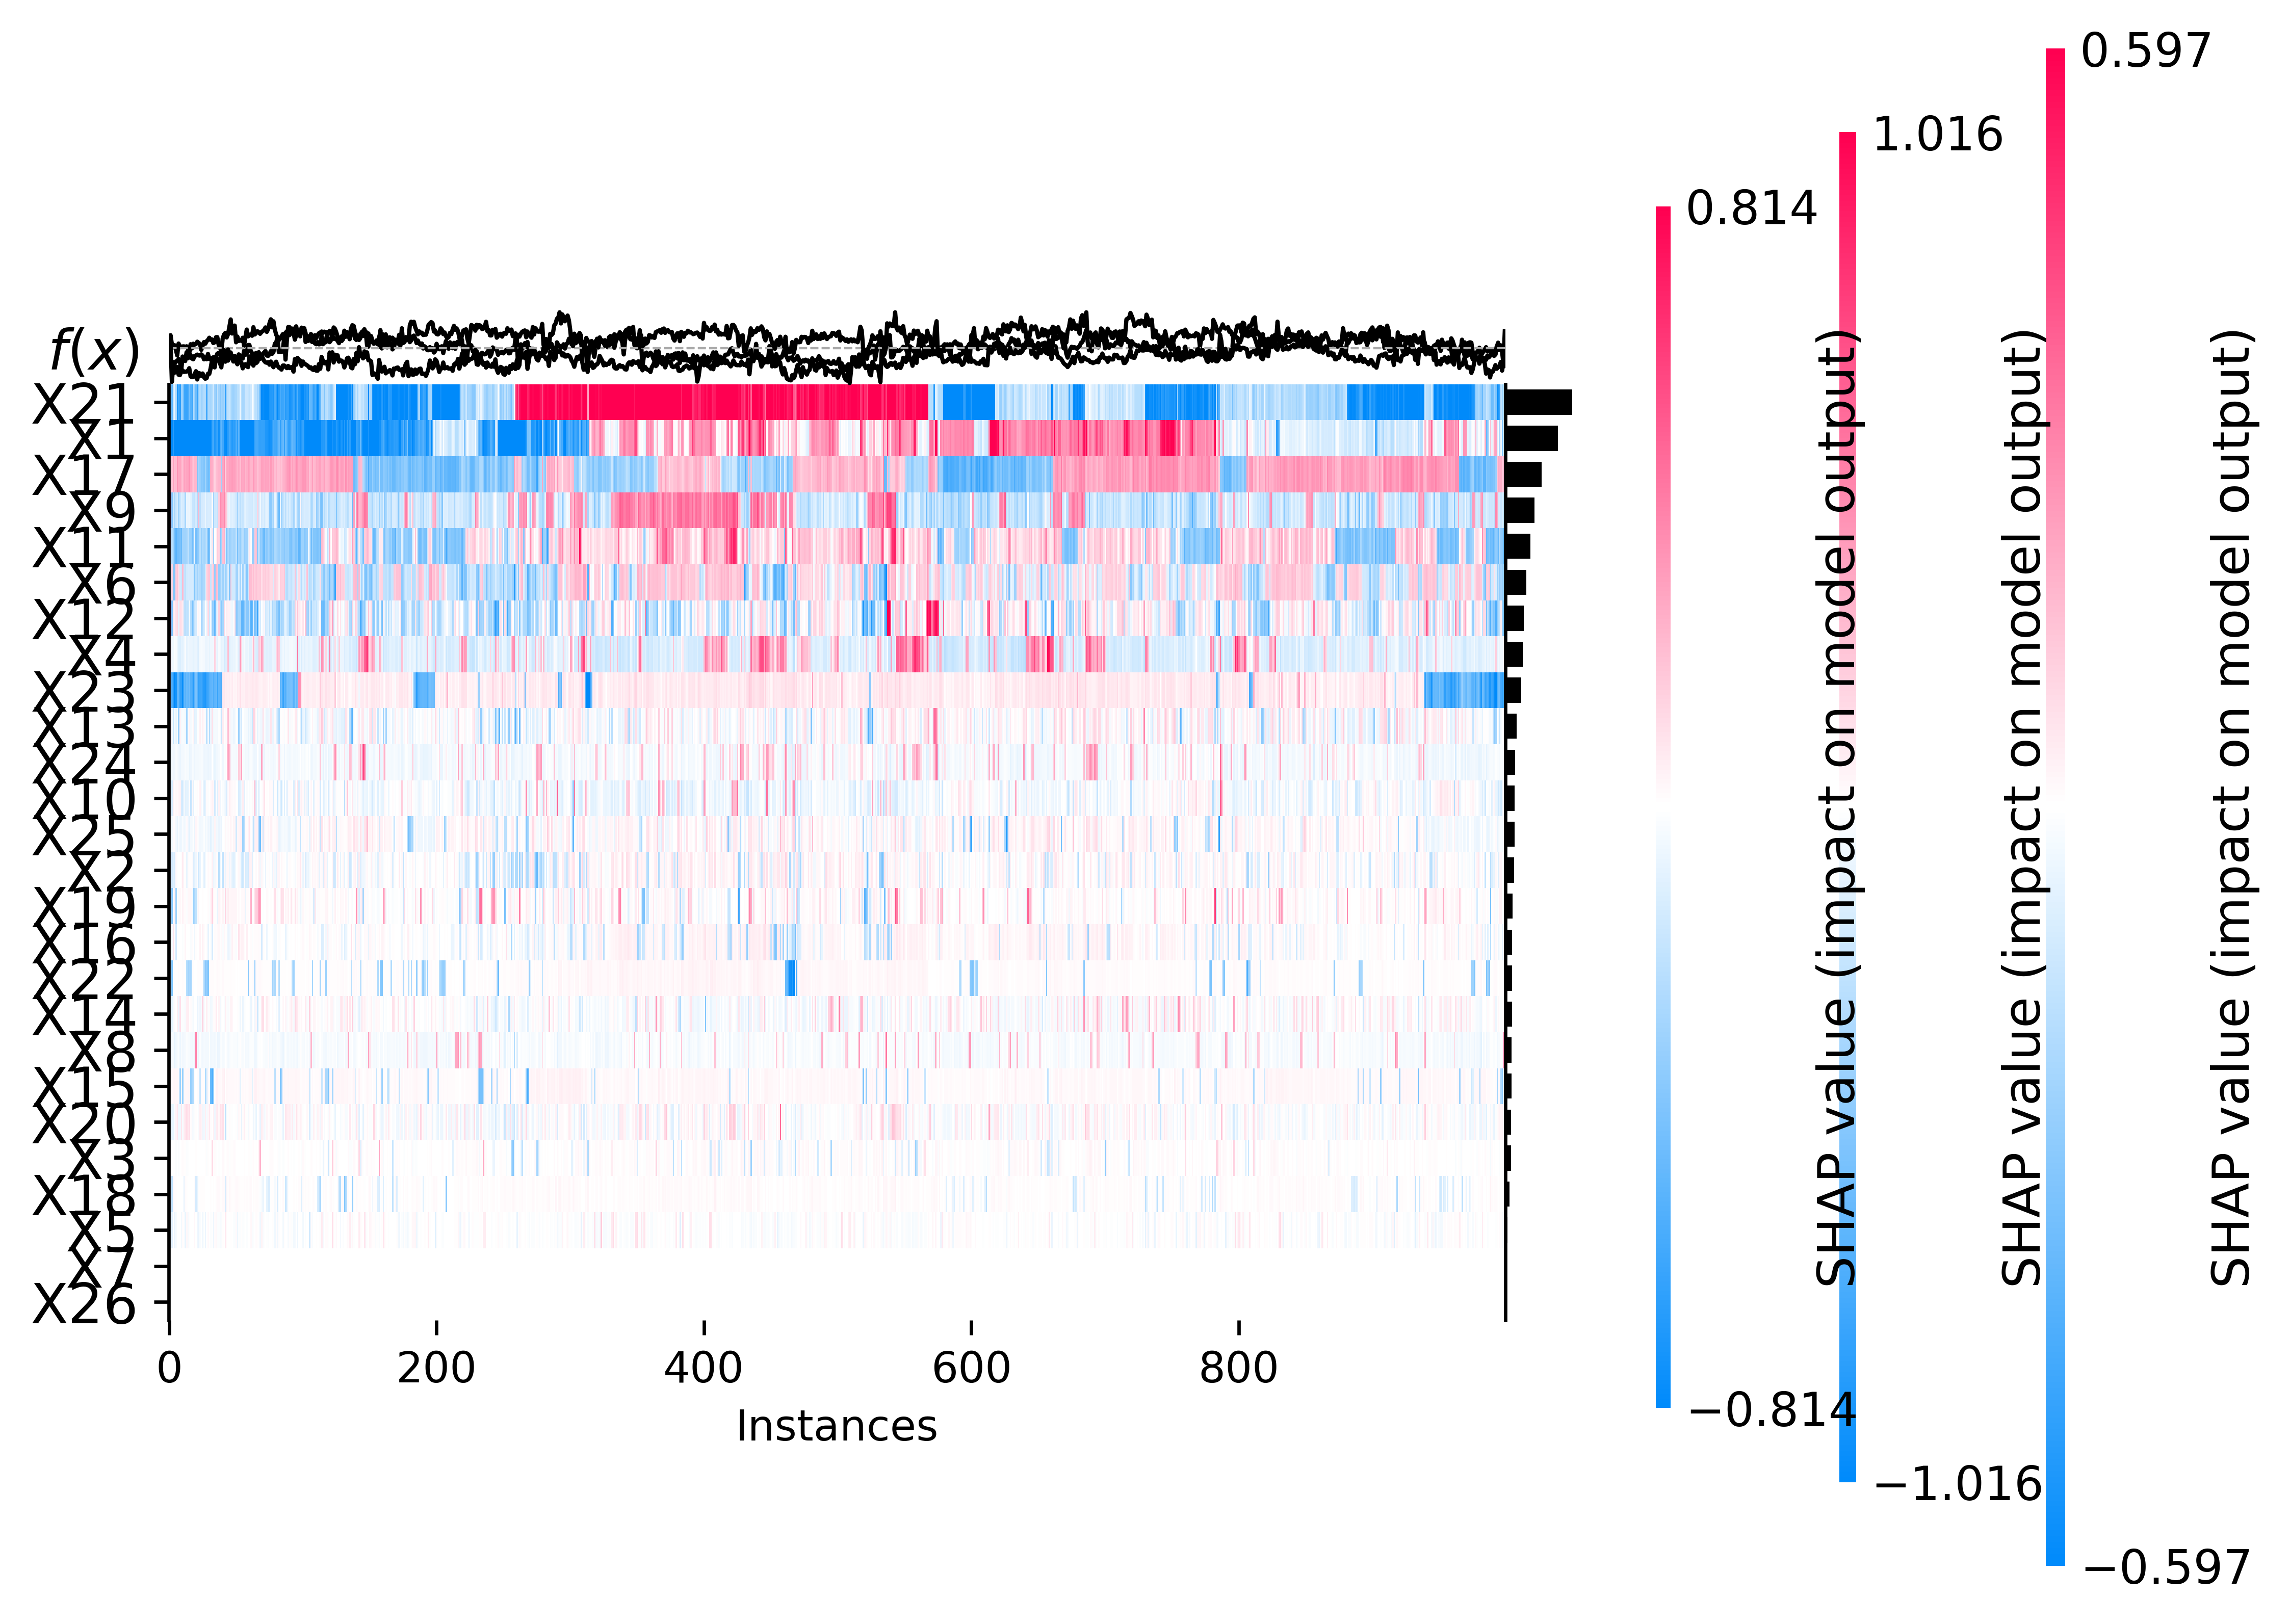 f(x)
X21
X1
X17
X9
X11
X6
X12
X4
X23
X13
X24
X10
X25
X2
X19
X16
X22
X14
X8
X15
X20
X3
X18
X5
X7
X26
0
200
400
600
800
Instances
0.814
−0.814
SHAP value (impact on model output)
1.016
−1.016
SHAP value (impact on model output)
0.597
−0.597
SHAP value (impact on model output)